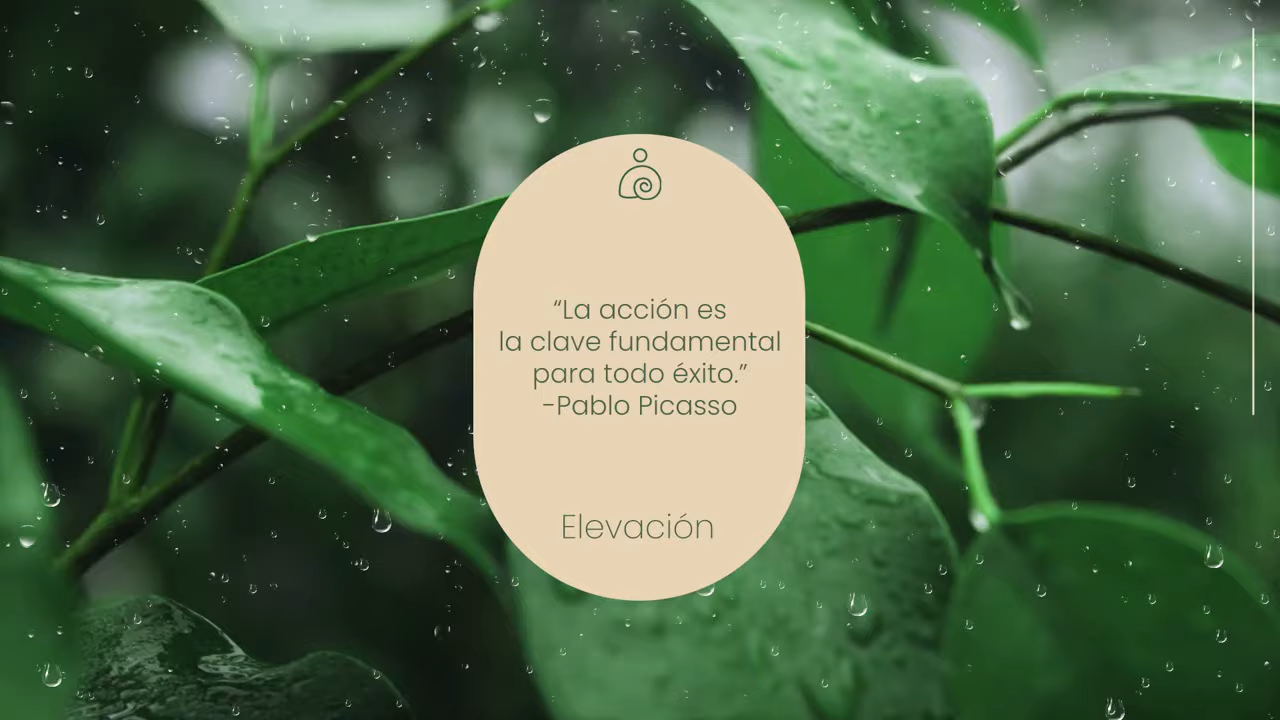 “La acción es
la clave fundamental
para todo éxito.”
-Pablo Picasso
Elevación